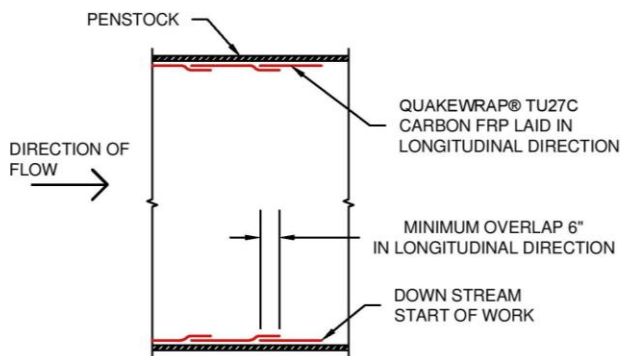 PENSTOCK
QUAKEWRAP® TU27C
CARBON FRP LAID IN
LONGITUDINAL DIRECTION
DIRECTION OF
FLOW
MINIMUM OVERLAP 6"
IN LONGITUDINAL DIRECTION
DOWN STREAM
START OF WORK